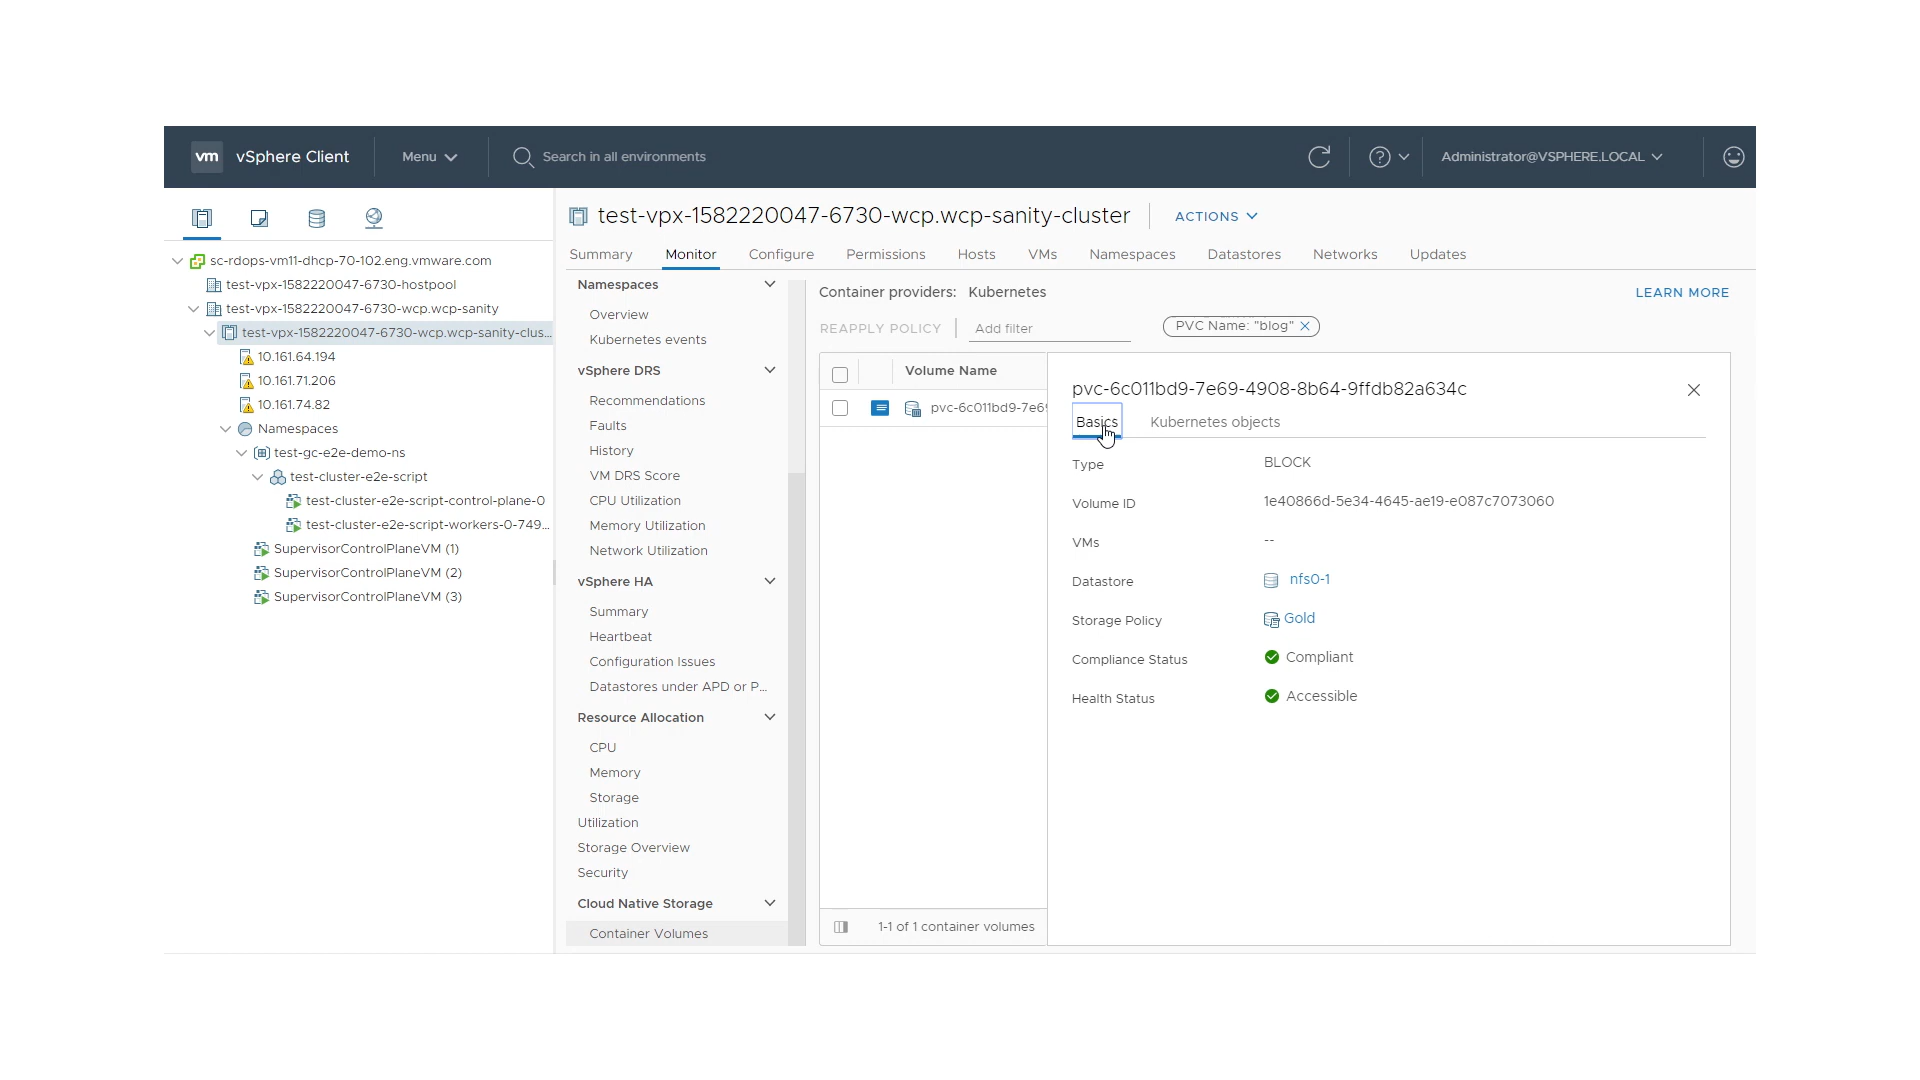 vm vSphere Client Menu Search in all environments ? Administrator@VSPHERE.LOCAL
test-vpx-1582220047-6730-wcp.wcp-sanity-cluster ACTIONS
Summary Monitor Configure Permissions Hosts VMs Namespaces Datastores Networks Updates
sc-rdops-vm11-dhcp-70-102.eng.vmware.com
test-vpx-1582220047-6730-hostpool
test-vpx-1582220047-6730-wcp.wcp-sanity
test-vpx-1582220047-6730-wcp.wcp-sanity-clus...
10.161.64.194
10.161.71.206
10.161.74.82
Namespaces
test-gc-e2e-demo-ns
test-cluster-e2e-script
test-cluster-e2e-script-control-plane-0
test-cluster-e2e-script-workers-0-749...
SupervisorControlPlaneVM (1)
SupervisorControlPlaneVM (2)
SupervisorControlPlaneVM (3)
Namespaces
Overview
Kubernetes events
vSphere DRS
Recommendations
Faults
History
VM DRS Score
CPU Utilization
Memory Utilization
Network Utilization
vSphere HA
Summary
Heartbeat
Configuration Issues
Datastores under APD or P...
Resource Allocation
CPU
Memory
Storage
Utilization
Storage Overview
Security
Cloud Native Storage
Container Volumes
Container providers: Kubernetes LEARN MORE
REAPPLY POLICY Add filter PVC Name: "blog"
Volume Name
pvc-6c011bd9-7e69
1-1 of 1 container volumes
pvc-6c011bd9-7e69-4908-8b64-9ffdb82a634c
Basics Kubernetes objects
Type BLOCK
Volume ID 1e40866d-5e34-4645-ae19-e087c7073060
VMs --
Datastore nfs0-1
Storage Policy Gold
Compliance Status Compliant
Health Status Accessible